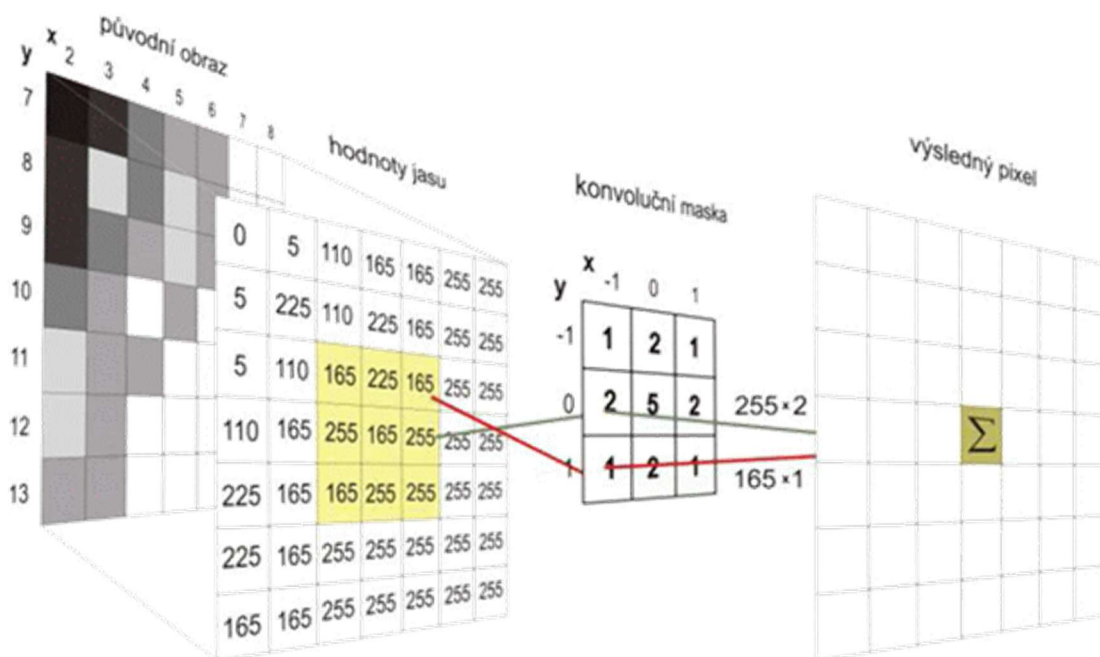 původní obraz
x 2 3 4 5 6 7 8
y
7
8
9
10
11
12
13
hodnoty jasu
0 5 110 165 165 255 255
5 225 110 225 165 255 255
5 110 165 225 165 255 255
110 165 255 165 255 255
225 165 165 255 255 255 255
225 165 255 255 255 255 255
165 165 255 255 255 255 255
konvoluční maska
x
y -1 0 1
-1 1 2 1
0 2 5 2
1 1 2 1
255×2
165×1
výsledný pixel
Σ